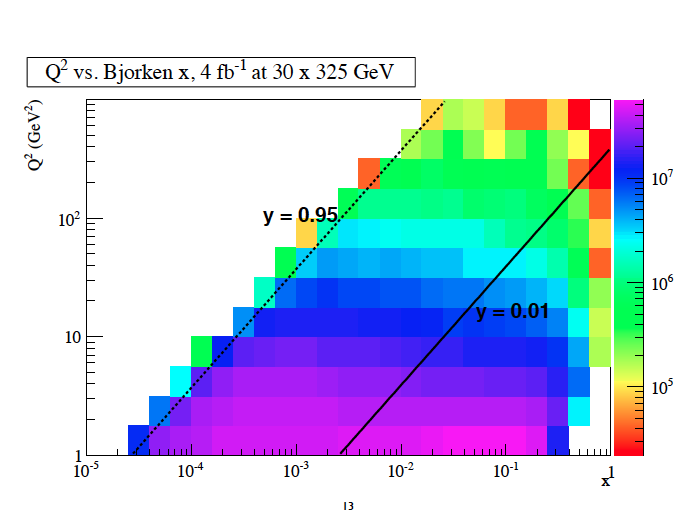 Q² vs. Bjorken x, 4 fb⁻¹ at 30 x 325 GeV
Q² (GeV²)
y = 0.95
10²
y = 0.01
10
1
10⁻⁵
10⁻⁴
10⁻³
10⁻²
10⁻¹
1
x
10⁷
10⁶
10⁵
13